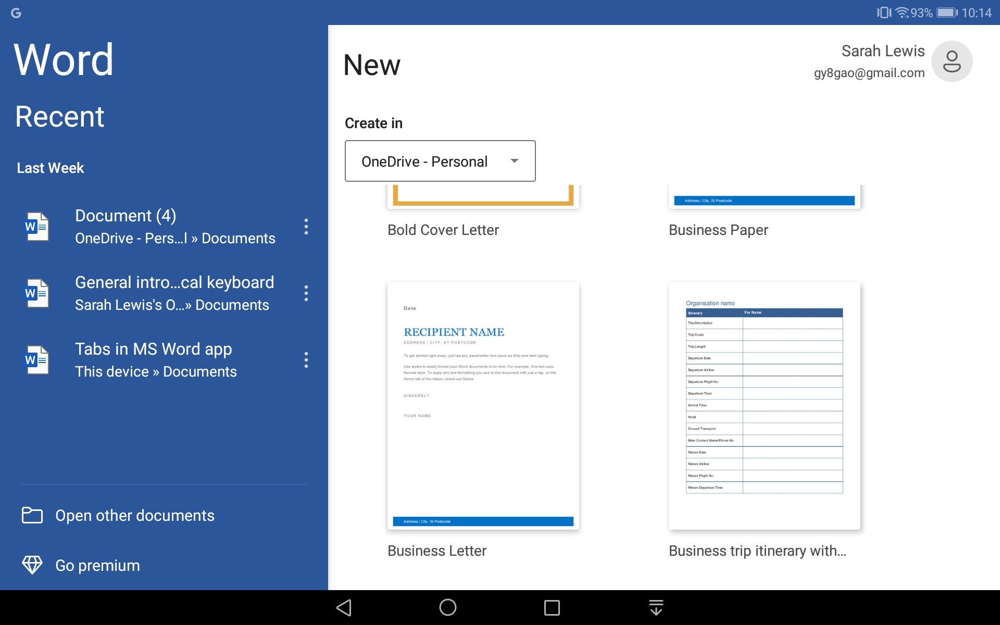 G
93%
10:14
Word
Recent
Last Week
W
Document (4)
OneDrive - Pers...l » Documents
W
General intro...cal keyboard
Sarah Lewis's O...» Documents
W
Tabs in MS Word app
This device » Documents
Open other documents
Go premium
New
Sarah Lewis
gy8gao@gmail.com
Create in
OneDrive - Personal
Bold Cover Letter
Address | City, St Postcode
Business Paper
Date
RECIPIENT NAME
ADDRESS | CITY, ST POSTCODE
To get started right away, just tap any placeholder text (such as this) and start typing.
Use styles to easily format your Word documents in no time. For example, this text uses
Normal style. To apply any text formatting you see in this document with just a tap, on the
Home tab of the ribbon, check out Styles.
SINCERELY,
YOUR NAME
Address | City, St Postcode
Business Letter
Organisation name
Itinerary For Name
Trip Description
Trip Goals
Trip Length
Departure Date
Departure Airline
Departure Flight No.
Departure Time
Arrival Time
Hotel
Ground Transport
Main Contact Name/Phone No.
Return Date
Return Airline
Return Flight No.
Return Departure Time
Business trip itinerary with...